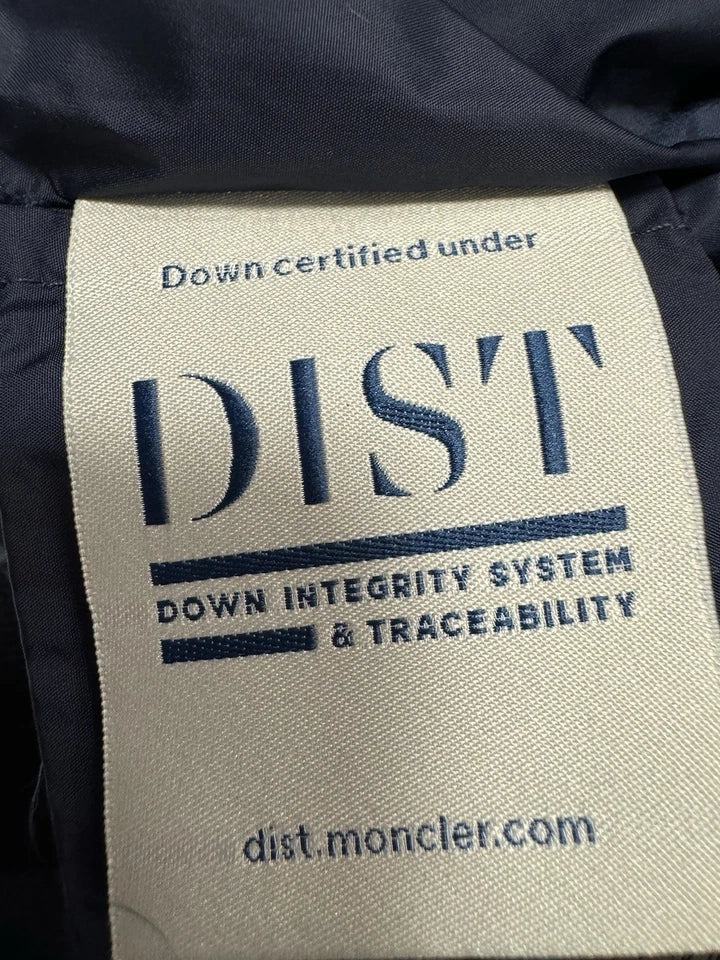 Down certified under
DIST
DOWN INTEGRITY SYSTEM
& TRACEABILITY
dist.moncler.com